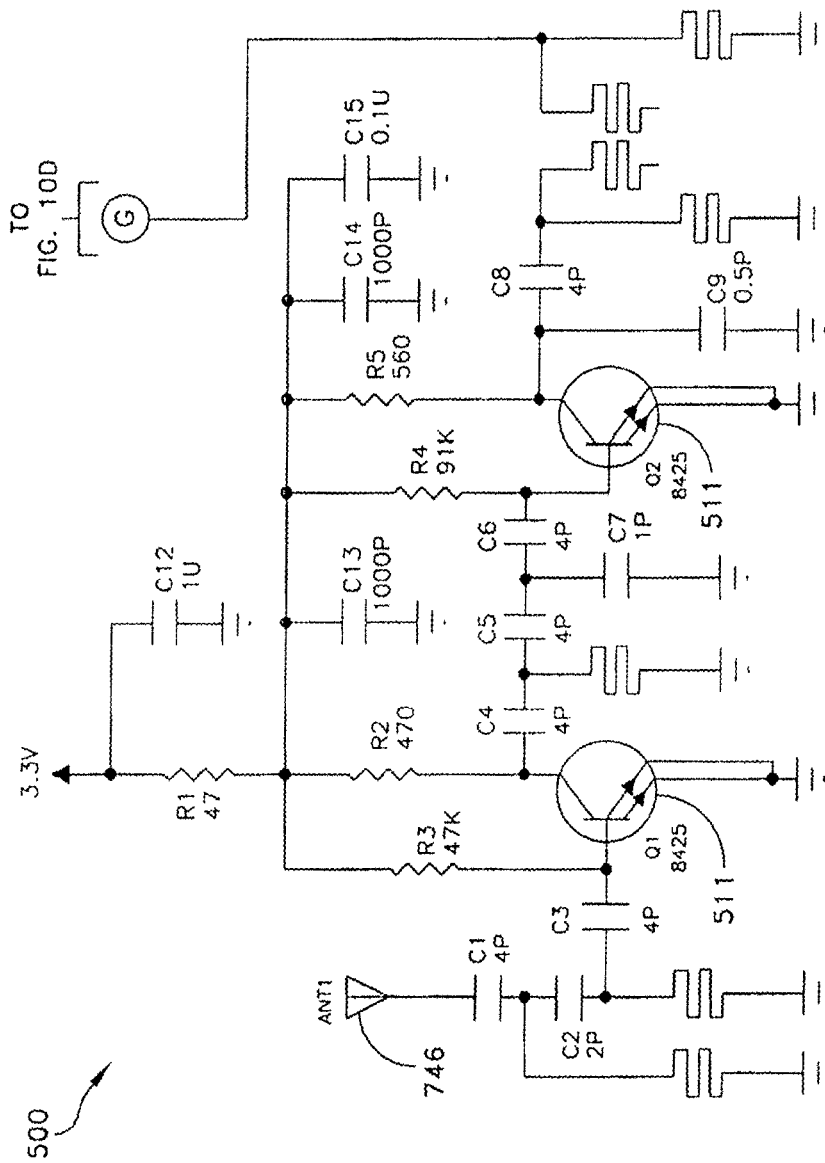 500
TO
FIG. 10D
G
3.3V
C12
1U
R1
47
C13
1000P
C14
1000P
C15
0.1U
R3
47K
R2
470
R4
91K
R5
560
ANT1
746
C1
4P
C2
2P
C3
4P
Q1
8425
511
C4
4P
C5
4P
C6
4P
C7
1P
Q2
8425
511
C8
4P
C9
0.5P